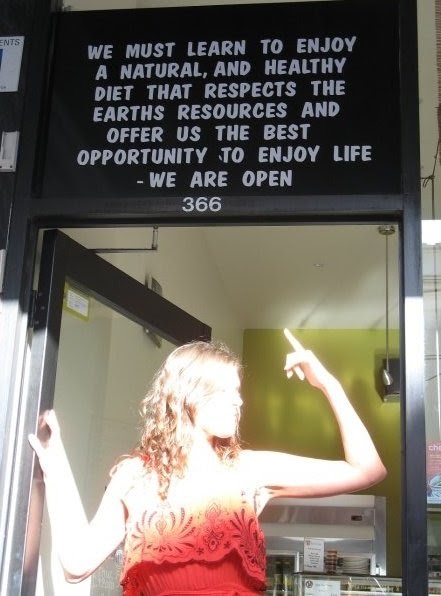 ENTS
WE MUST LEARN TO ENJOY
A NATURAL, AND HEALTHY
DIET THAT RESPECTS THE
EARTHS RESOURCES AND
OFFER US THE BEST
OPPORTUNITY TO ENJOY LIFE
- WE ARE OPEN
366